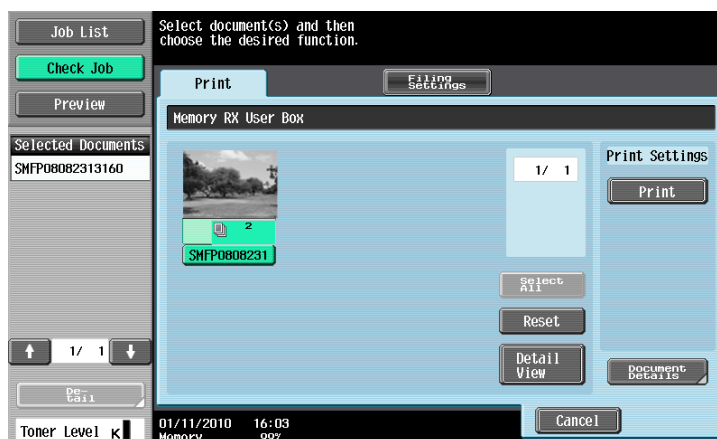 Job List
Check Job
Preview
Selected Documents
SMFP08082313160
1/ 1
De-
tail
Toner Level K
Select document(s) and then
choose the desired function.
Print
Filing
Settings
Memory RX User Box
2
SMFP0808231
1/ 1
Select
All
Reset
Detail
View
Print Settings
Print
Document
Details
01/11/2010 16:03
Memory 99%
Cancel